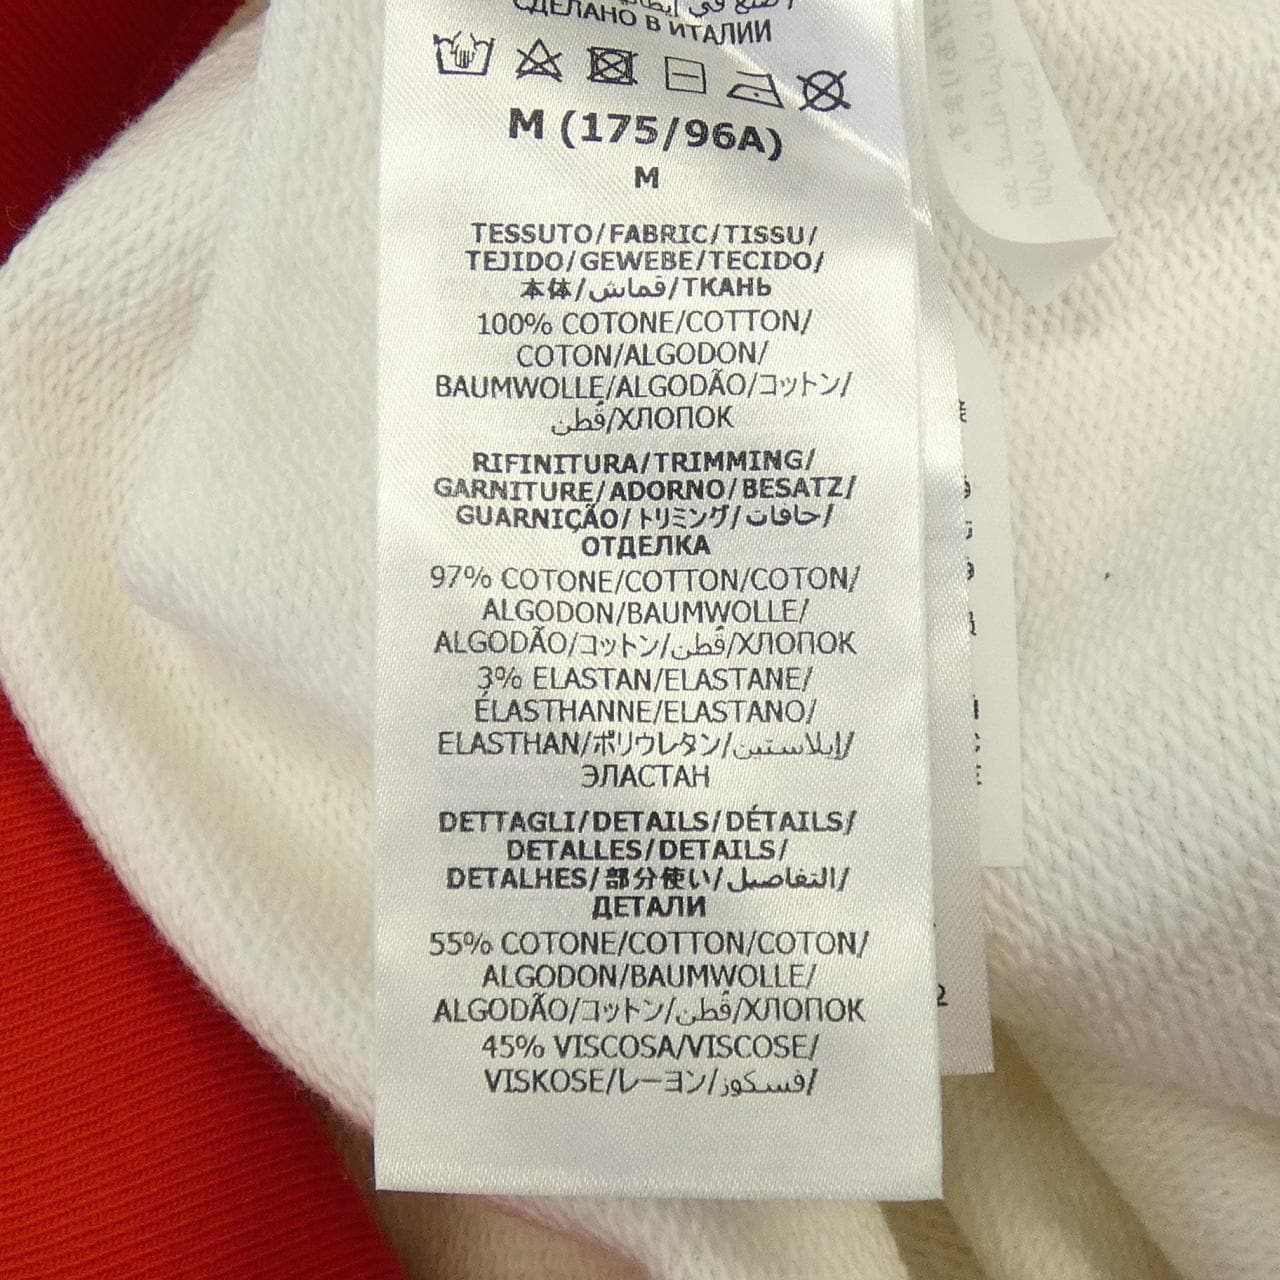 СДЕЛАНО В ИТАЛИИ
M (175/96A)
M
TESSUTO/FABRIC/TISSU/
TEJIDO/GEWEBE/TECIDO/
本体/قماش/ТКАНЬ
100% COTONE/COTTON/
COTON/ALGODON/
BAUMWOLLE/ALGODÃO/コットン/
قُطن/ХЛОПОК
RIFINITURA/TRIMMING/
GARNITURE/ADORNO/BESATZ/
GUARNIÇÃO/トリミング/حافات/
ОТДЕЛКА
97% COTONE/COTTON/COTON/
ALGODON/BAUMWOLLE/
ALGODÃO/コットン/قُطن/ХЛОПОК
3% ELASTAN/ELASTANE/
ÉLASTHANNE/ELASTANO/
ELASTHAN/ポリウレタン/إيلاستين/
ЭЛАСТАН
DETTAGLI/DETAILS/DÉTAILS/
DETALLES/DETAILS/
DETALHES/部分使い/التفاصيل/
ДЕТАЛИ
55% COTONE/COTTON/COTON/
ALGODON/BAUMWOLLE/
ALGODÃO/コットン/قُطن/ХЛОПОК
45% VISCOSA/VISCOSE/
VISKOSE/レーヨン/فسكوز/
2